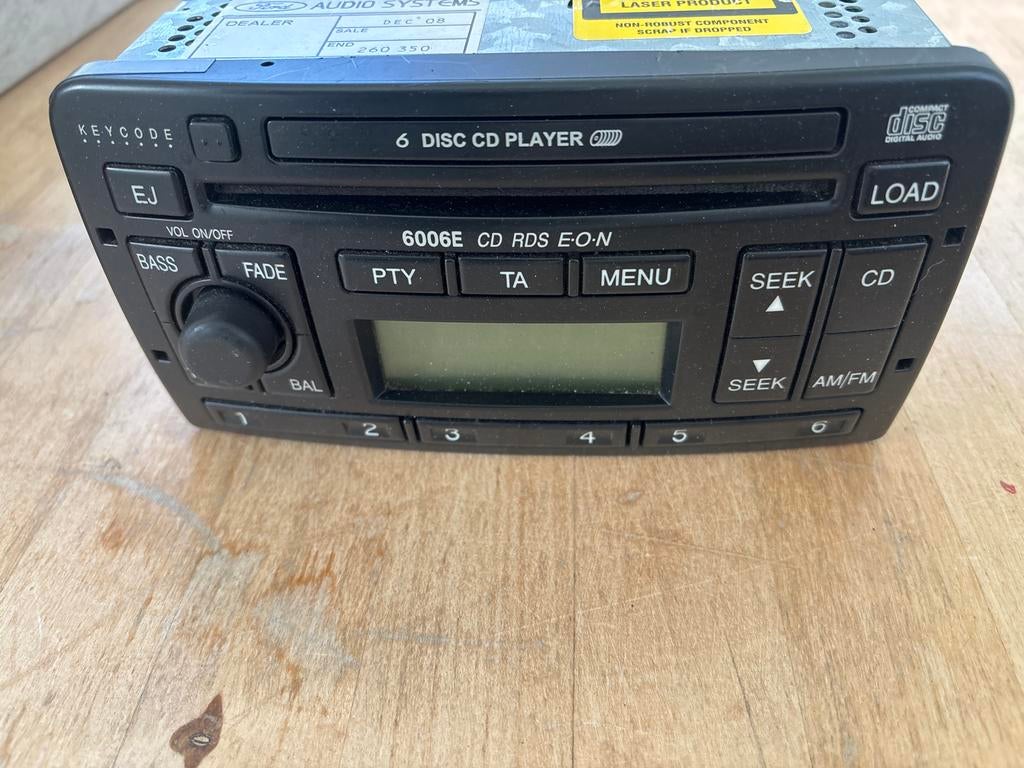 Ford AUDIO SYSTEMS
DEALER
DEC 08
SALE
END 260 350
LASER PRODUCT
NON-ROBUST COMPONENT
SCRAP IF DROPPED
KEYCODE
6 DISC CD PLAYER
COMPACT
disc
DIGITAL AUDIO
EJ
LOAD
VOL ON/OFF
6006E CD RDS E·O·N
BASS
FADE
PTY
TA
MENU
SEEK
CD
BAL
SEEK
AM/FM
1 2 3 4 5 6